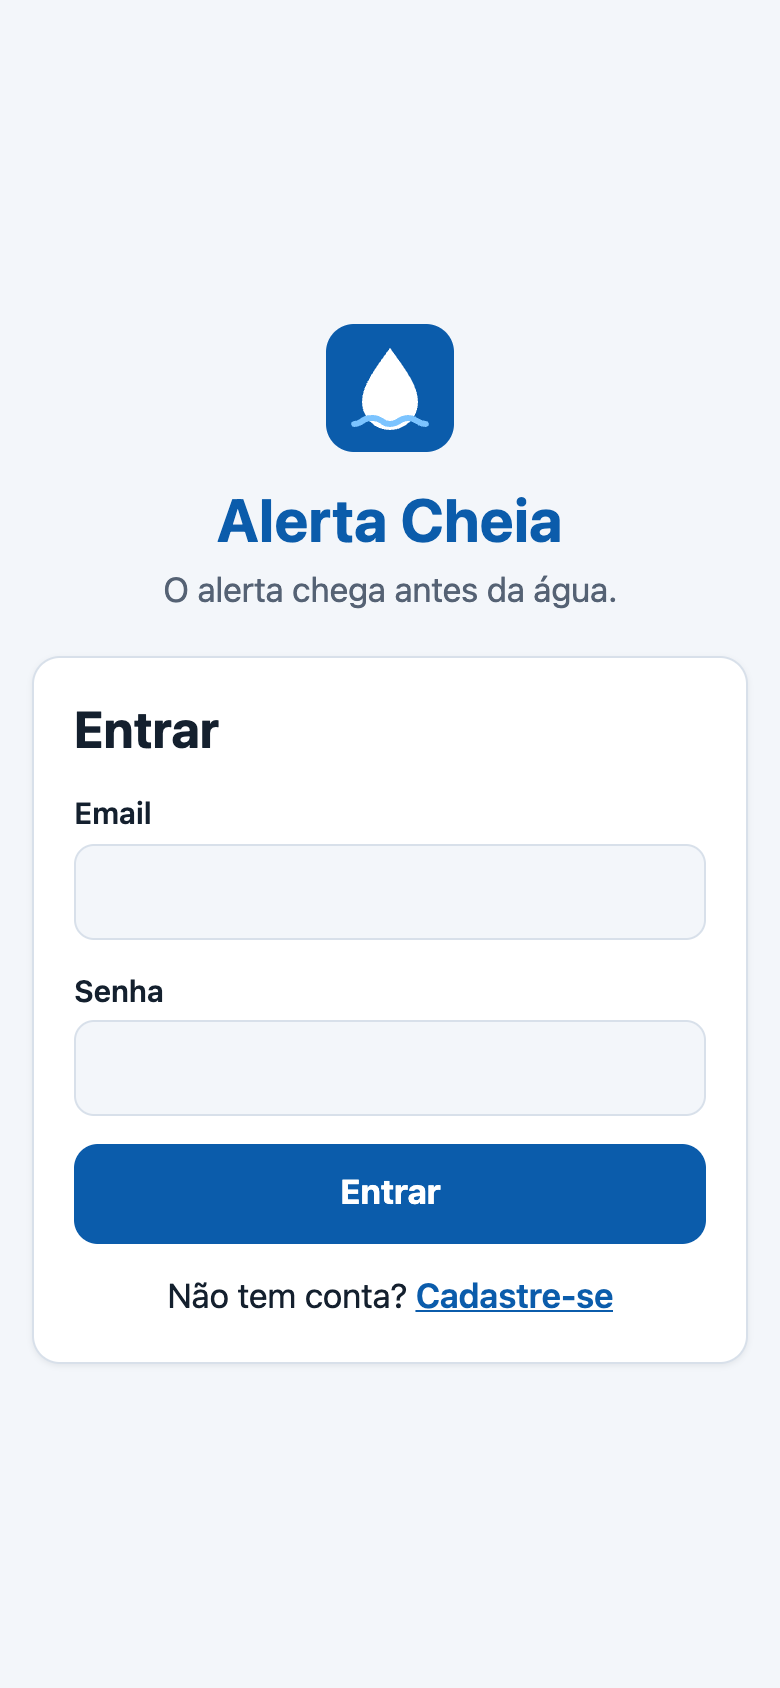 Alerta Cheia
O alerta chega antes da água.
Entrar
Email
Senha
Entrar
Não tem conta? Cadastre-se